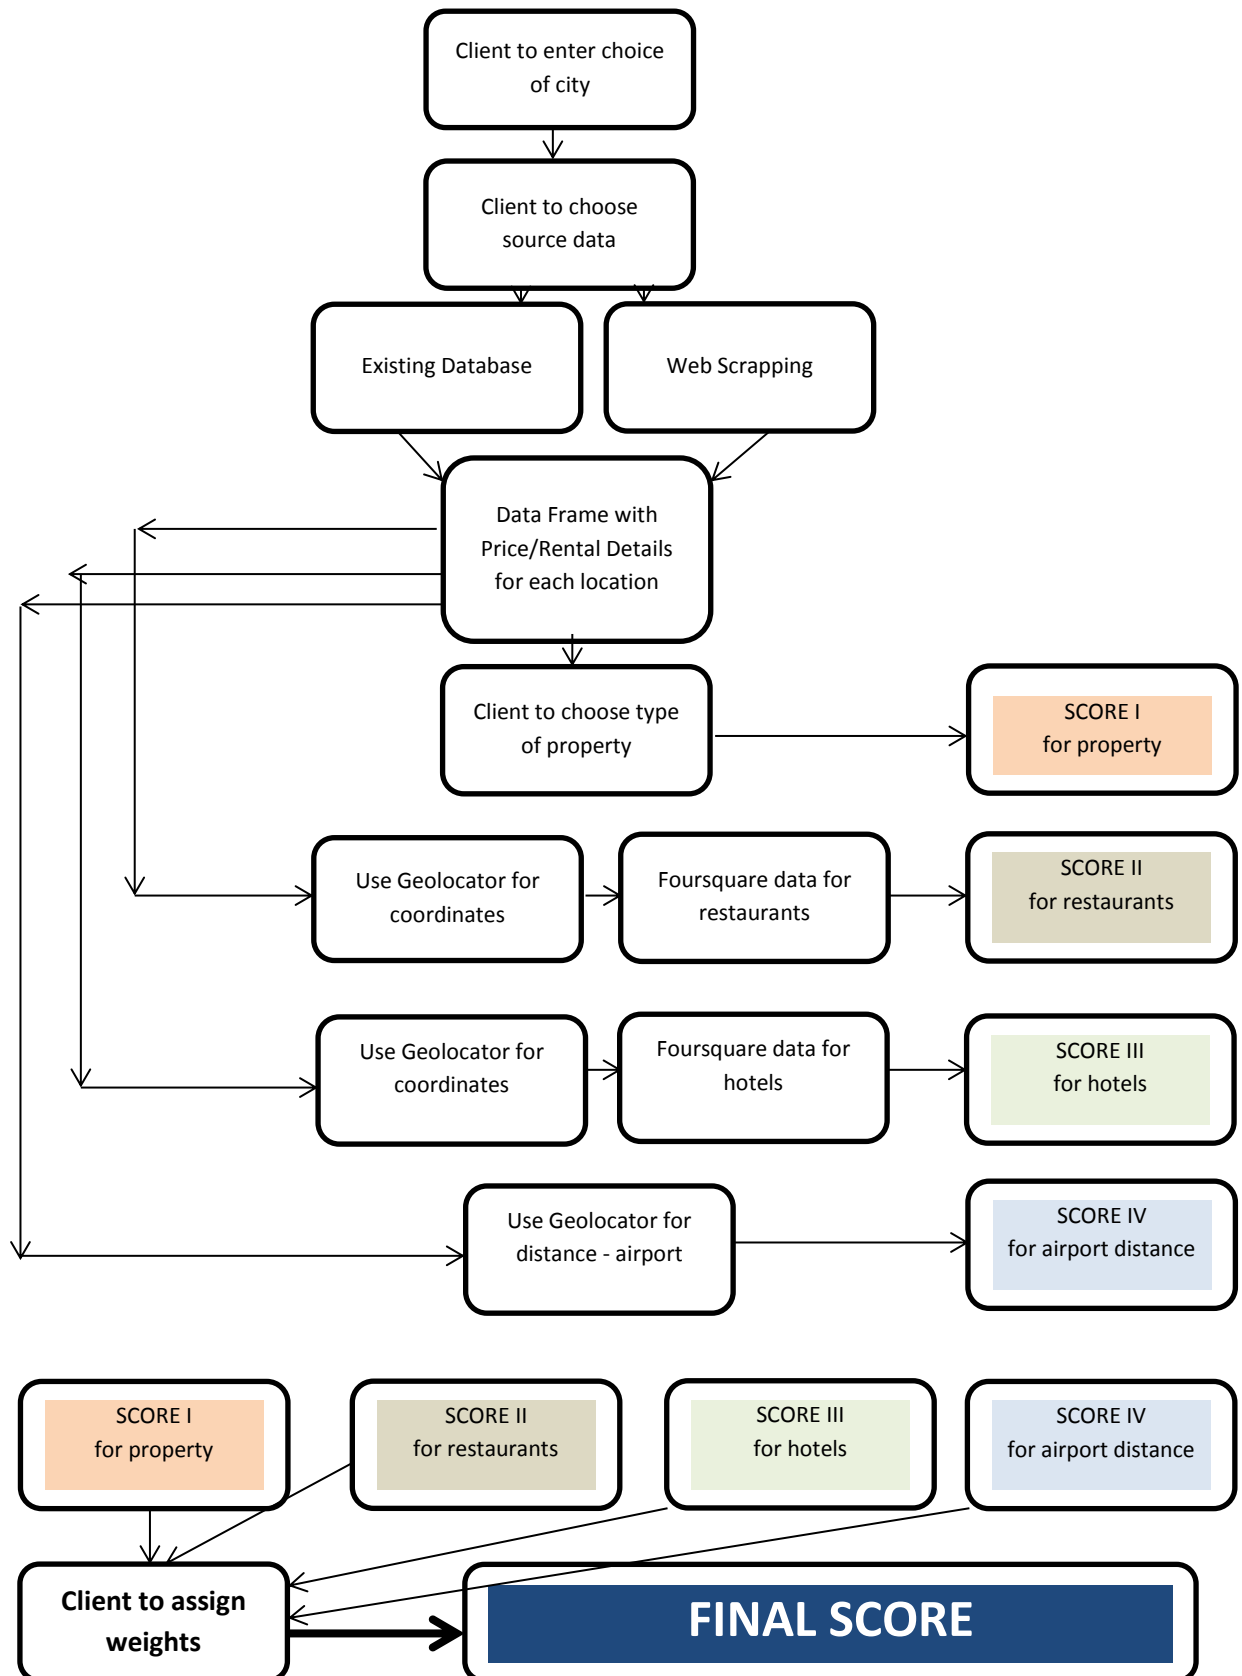 Client to enter choice
of city
Client to choose
source data
Existing Database
Web Scrapping
Data Frame with
Price/Rental Details
for each location
Client to choose type
of property
SCORE I
for property
Use Geolocator for
coordinates
Foursquare data for
restaurants
SCORE II
for restaurants
Use Geolocator for
coordinates
Foursquare data for
hotels
SCORE III
for hotels
Use Geolocator for
distance - airport
SCORE IV
for airport distance
SCORE I
for property
SCORE II
for restaurants
SCORE III
for hotels
SCORE IV
for airport distance
Client to assign
weights
FINAL SCORE